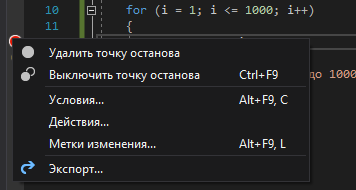 10 for (i = 1; i <= 1000; i++)
11 {
Удалить точку останова
Выключить точку останова Ctrl+F9
до 1000
Условия... Alt+F9, C
Действия...
Метки изменения... Alt+F9, L
Экспорт...